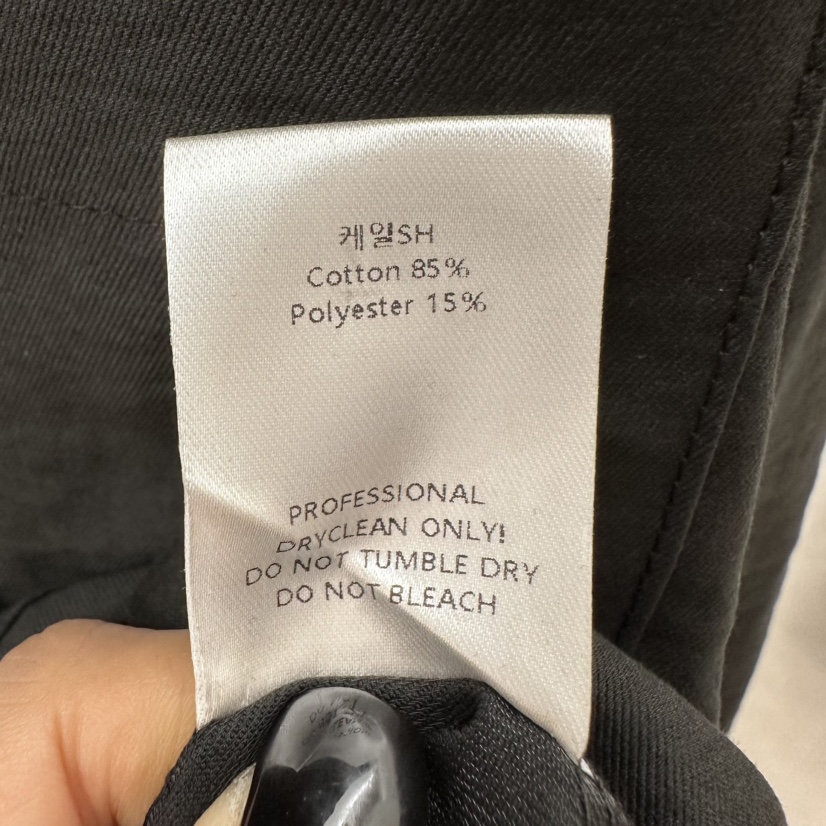 케일SH
Cotton 85%
Polyester 15%
PROFESSIONAL
DRYCLEAN ONLY!
DO NOT TUMBLE DRY
DO NOT BLEACH